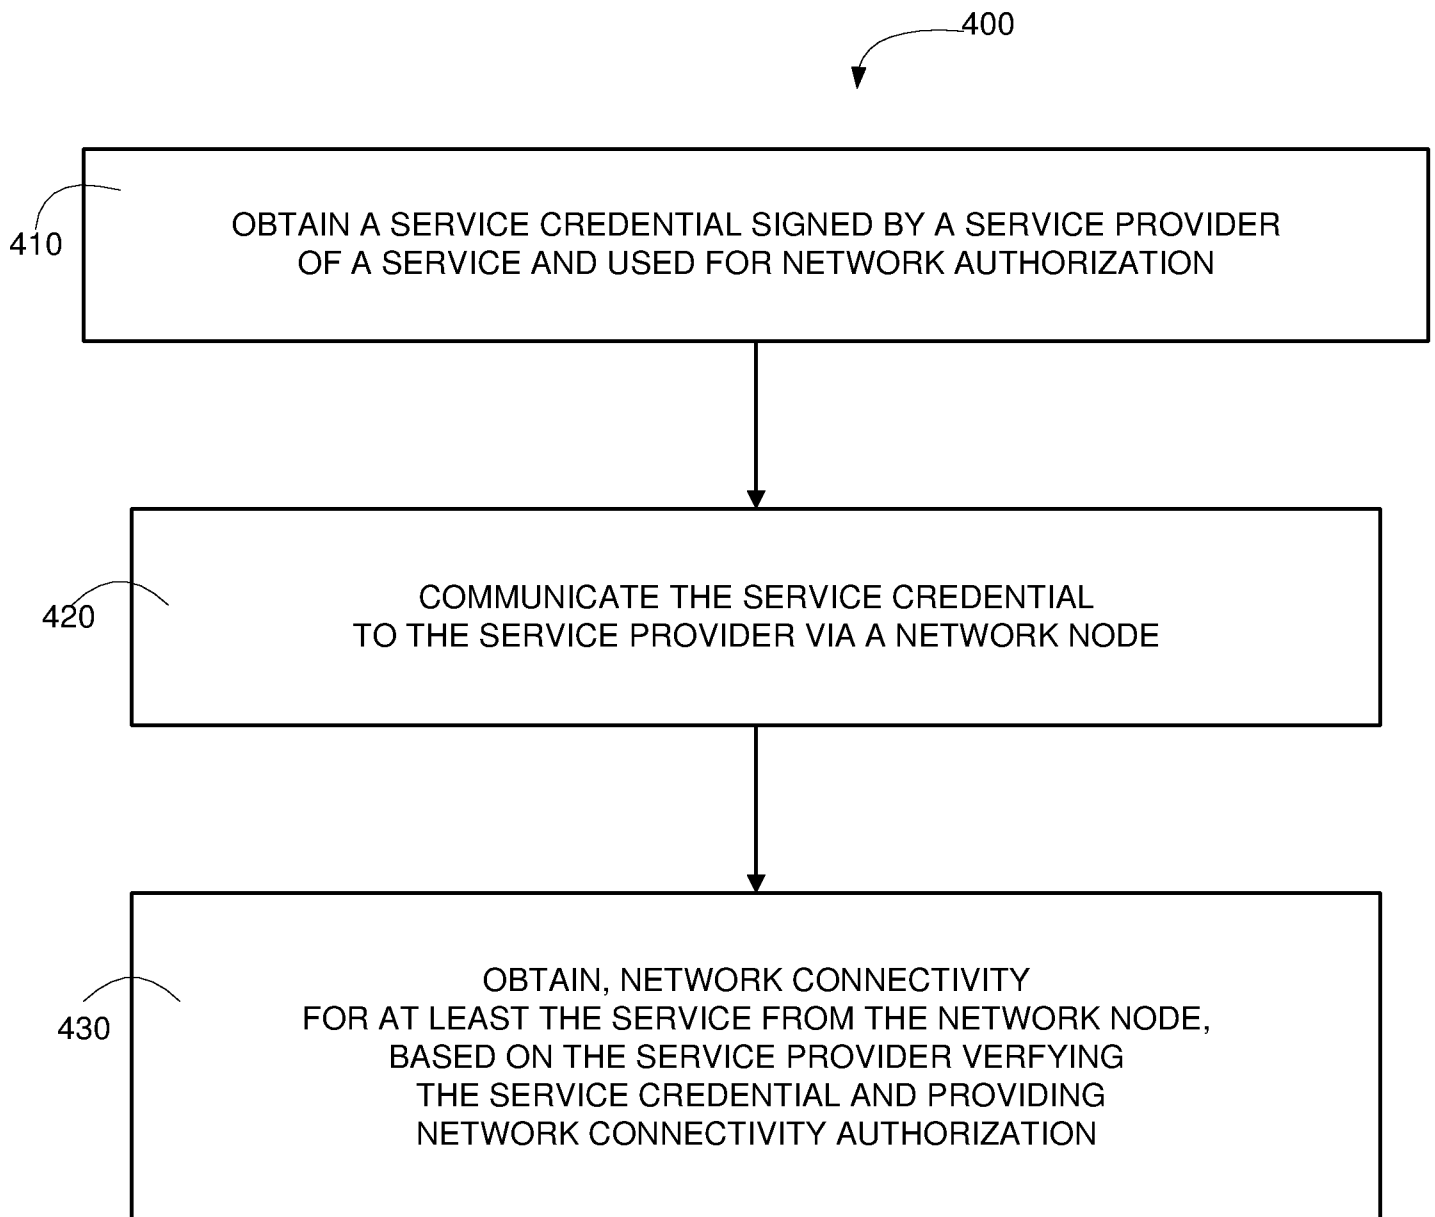 400
410
OBTAIN A SERVICE CREDENTIAL SIGNED BY A SERVICE PROVIDER
OF A SERVICE AND USED FOR NETWORK AUTHORIZATION
420
COMMUNICATE THE SERVICE CREDENTIAL
TO THE SERVICE PROVIDER VIA A NETWORK NODE
430
OBTAIN, NETWORK CONNECTIVITY
FOR AT LEAST THE SERVICE FROM THE NETWORK NODE,
BASED ON THE SERVICE PROVIDER VERFYING
THE SERVICE CREDENTIAL AND PROVIDING
NETWORK CONNECTIVITY AUTHORIZATION